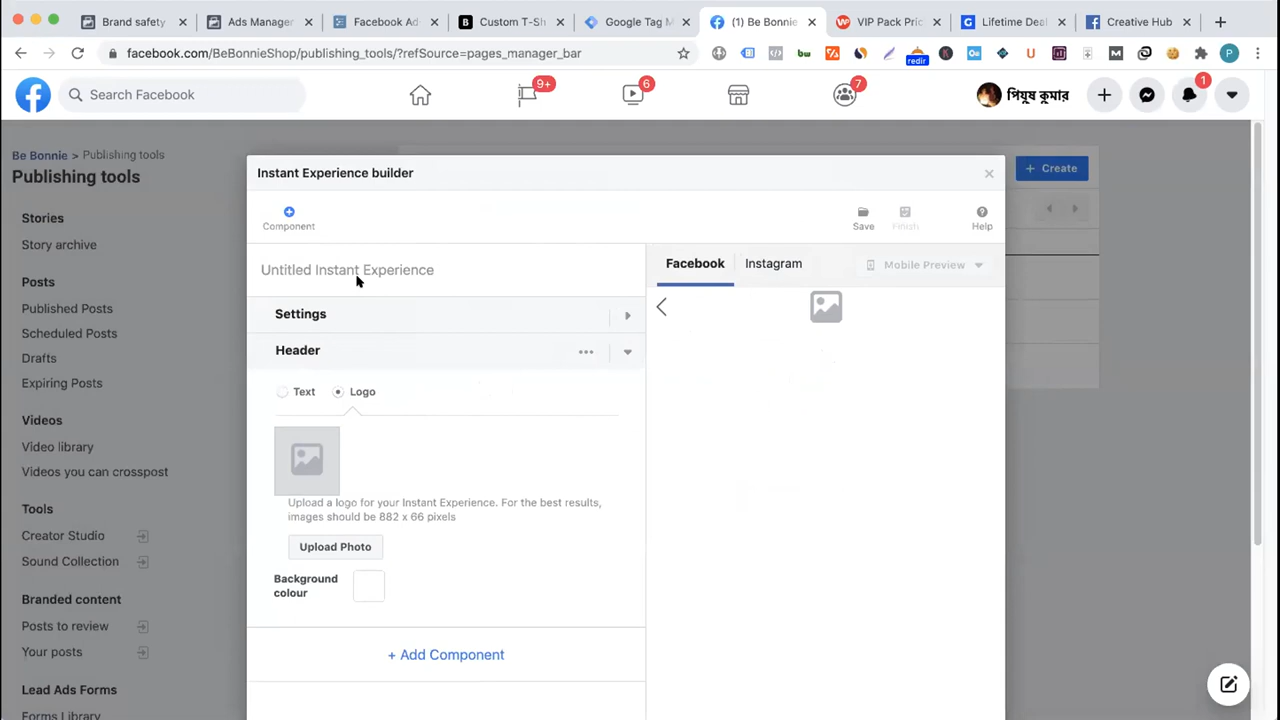 Brand safety
Ads Manager
Facebook Ad
Custom T-Sh
Google Tag M
(1) Be Bonnie
VIP Pack Pric
Lifetime Deal
Creative Hub
facebook.com/BeBonnieShop/publishing_tools/?refSource=pages_manager_bar
redir
P
Search Facebook
9+
6
7
পিযুষ কুমার
1
Be Bonnie > Publishing tools
Publishing tools
Create
Stories
Story archive
Posts
Published Posts
Scheduled Posts
Drafts
Expiring Posts
Videos
Video library
Videos you can crosspost
Tools
Creator Studio
Sound Collection
Branded content
Posts to review
Your posts
Lead Ads Forms
Forms Library
Instant Experience builder
Component
Save
Finish
Help
Untitled Instant Experience
Facebook
Instagram
Mobile Preview
Settings
Header
Text
Logo
Upload a logo for your Instant Experience. For the best results,
images should be 882 x 66 pixels
Upload Photo
Background
colour
+ Add Component